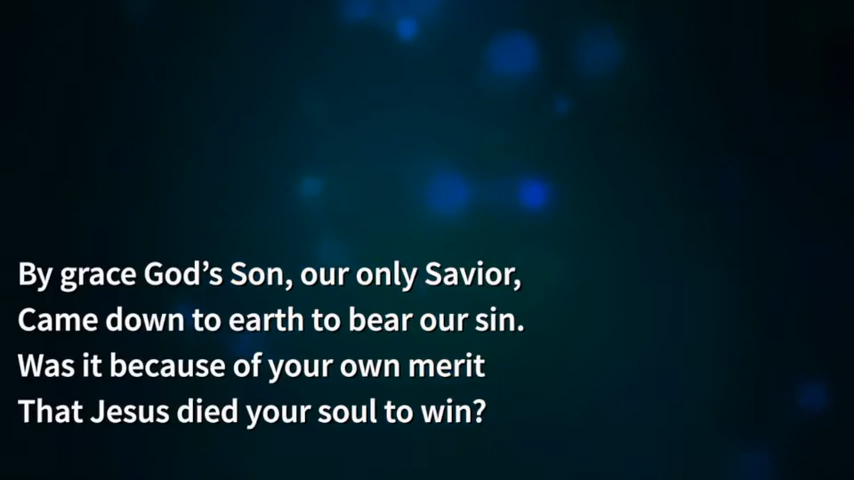 By grace God’s Son, our only Savior,
Came down to earth to bear our sin.
Was it because of your own merit
That Jesus died your soul to win?